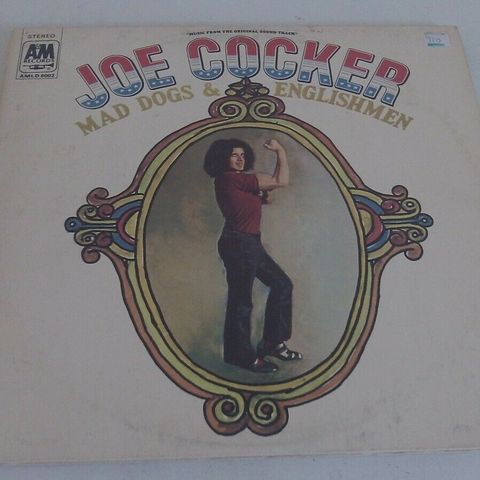 STEREO
A&M
RECORDS
AMLD 6002
"MUSIC FROM THE ORIGINAL SOUND TRACK"
JOE COCKER
MAD DOGS & ENGLISHMEN